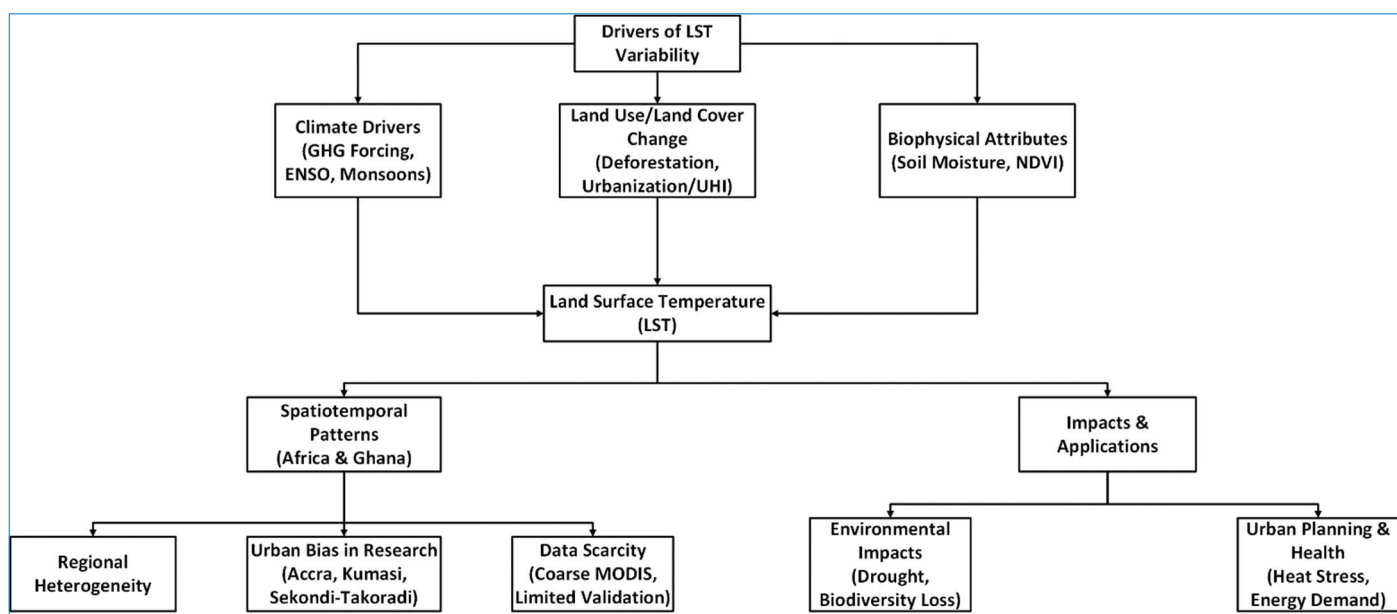 Drivers of LST
Variability
Climate Drivers
(GHG Forcing,
ENSO, Monsoons)
Land Use/Land Cover
Change
(Deforestation,
Urbanization/UHI)
Biophysical Attributes
(Soil Moisture, NDVI)
Land Surface Temperature
(LST)
Spatiotemporal
Patterns
(Africa & Ghana)
Impacts &
Applications
Regional
Heterogeneity
Urban Bias in Research
(Accra, Kumasi,
Sekondi-Takoradi)
Data Scarcity
(Coarse MODIS,
Limited Validation)
Environmental
Impacts
(Drought,
Biodiversity Loss)
Urban Planning &
Health
(Heat Stress,
Energy Demand)